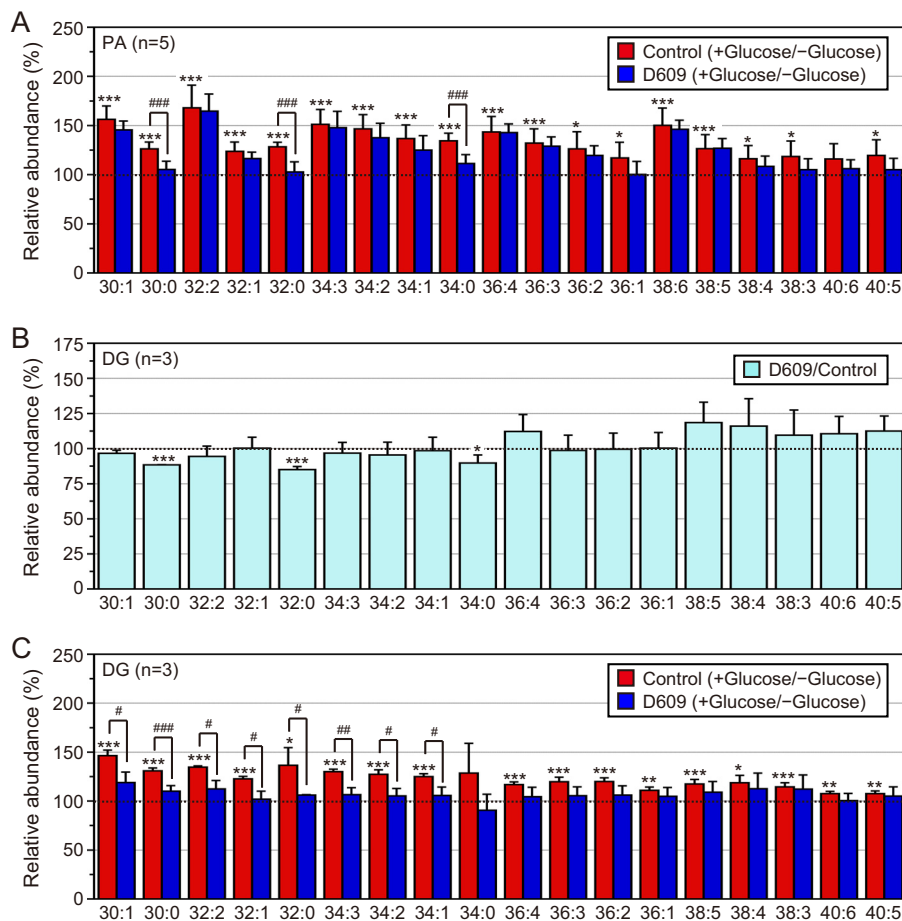 A
PA (n=5)
Control (+Glucose/−Glucose)
D609 (+Glucose/−Glucose)
Relative abundance (%)
250
200
150
100
50
0
*** *** *** *** *** *** *** *** *** *** *** * * *** *** * * *
### ### ###
30:1 30:0 32:2 32:1 32:0 34:3 34:2 34:1 34:0 36:4 36:3 36:2 36:1 38:6 38:5 38:4 38:3 40:6 40:5
B
DG (n=3)
D609/Control
Relative abundance (%)
175
150
125
100
75
50
25
0
*** *** *
30:1 30:0 32:2 32:1 32:0 34:3 34:2 34:1 34:0 36:4 36:3 36:2 36:1 38:5 38:4 38:3 40:6 40:5
C
DG (n=3)
Control (+Glucose/−Glucose)
D609 (+Glucose/−Glucose)
Relative abundance (%)
250
200
150
100
50
0
# ### # # # ## # #
*** *** *** *** * *** *** *** *** *** *** ** *** * *** ** **
30:1 30:0 32:2 32:1 32:0 34:3 34:2 34:1 34:0 36:4 36:3 36:2 36:1 38:5 38:4 38:3 40:6 40:5